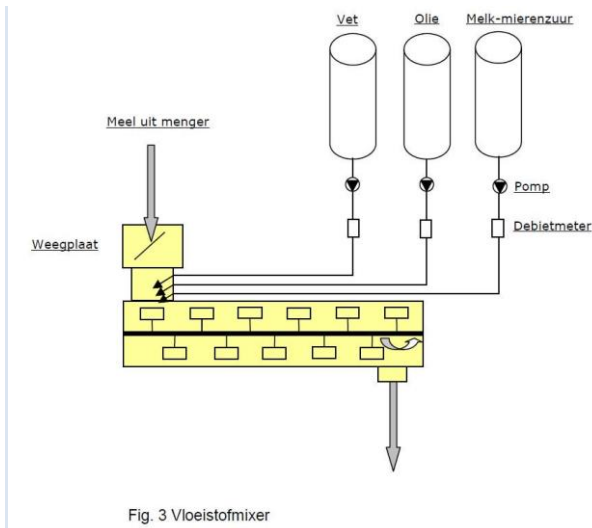 Vet
Olie
Melk-mierenzuur
Meel uit menger
Pomp
Debietmeter
Weegplaat
Fig. 3 Vloeistofmixer